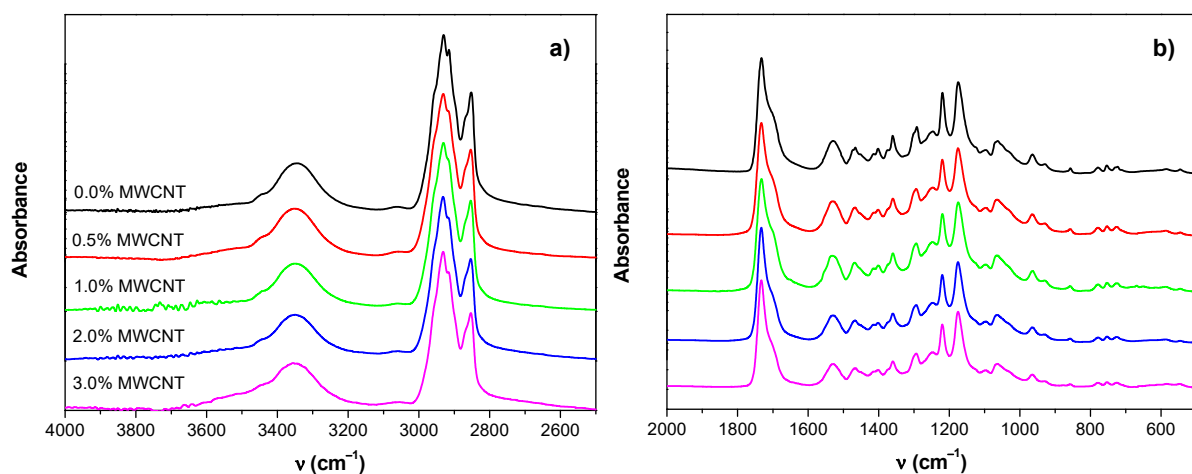 a)
Absorbance
0.0% MWCNT
0.5% MWCNT
1.0% MWCNT
2.0% MWCNT
3.0% MWCNT
4000 3800 3600 3400 3200 3000 2800 2600
ν (cm⁻¹)
b)
Absorbance
2000 1800 1600 1400 1200 1000 800 600
ν (cm⁻¹)